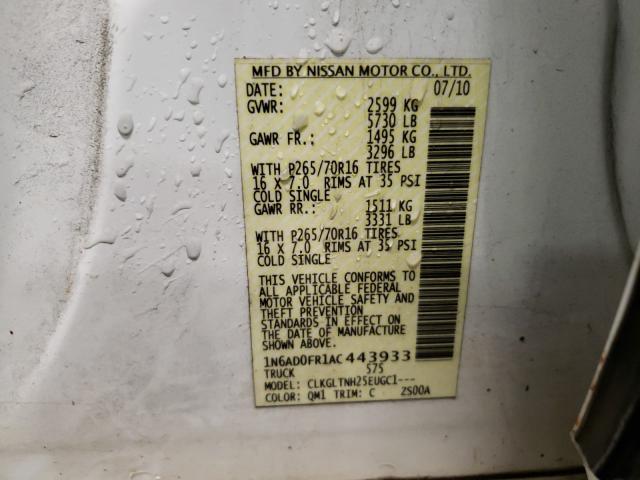 MFD BY NISSAN MOTOR CO., LTD.
DATE: 07/10
GVWR: 2599 KG
5730 LB
GAWR FR.: 1495 KG
3296 LB
WITH P265/70R16 TIRES
16 X 7.0 RIMS AT 35 PSI
COLD SINGLE
GAWR RR.: 1511 KG
3331 LB
WITH P265/70R16 TIRES
16 X 7.0 RIMS AT 35 PSI
COLD SINGLE
THIS VEHICLE CONFORMS TO
ALL APPLICABLE FEDERAL
MOTOR VEHICLE SAFETY AND
THEFT PREVENTION
STANDARDS IN EFFECT ON
THE DATE OF MANUFACTURE
SHOWN ABOVE.
1N6AD0FR1AC443933
TRUCK 575
MODEL: CLKGLTNH25EUGC1---
COLOR: QM1 TRIM: C 2S00A